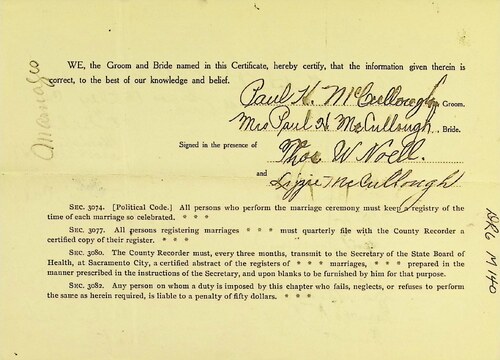 WE, the Groom and Bride named in this Certificate, hereby certify, that the information given therein is
correct, to the best of our knowledge and belief.
Paul H. McCullough Groom.
Mrs Paul H McCullough. Bride.
Signed in the presence of
Thos W Noell.
and
Lizzie McCullough
SEC. 3074. [Political Code.] All persons who perform the marriage ceremony must keep a registry of
the time of each marriage so celebrated. * * *
SEC. 3077. All persons registering marriages * * * must quarterly file with the County Recorder
a certified copy of their register. * * *
SEC. 3080. The County Recorder must, every three months, transmit to the Secretary of the State Board of
Health, at Sacramento City, a certified abstract of the registers of * * * marriages, * * * prepared in the
manner prescribed in the instructions of the Secretary, and upon blanks to be furnished by him for that purpose.
SEC. 3082. Any person on whom a duty is imposed by this chapter who fails, neglects, or refuses to perform
the same as herein required, is liable to a penalty of fifty dollars. * * *
M 140